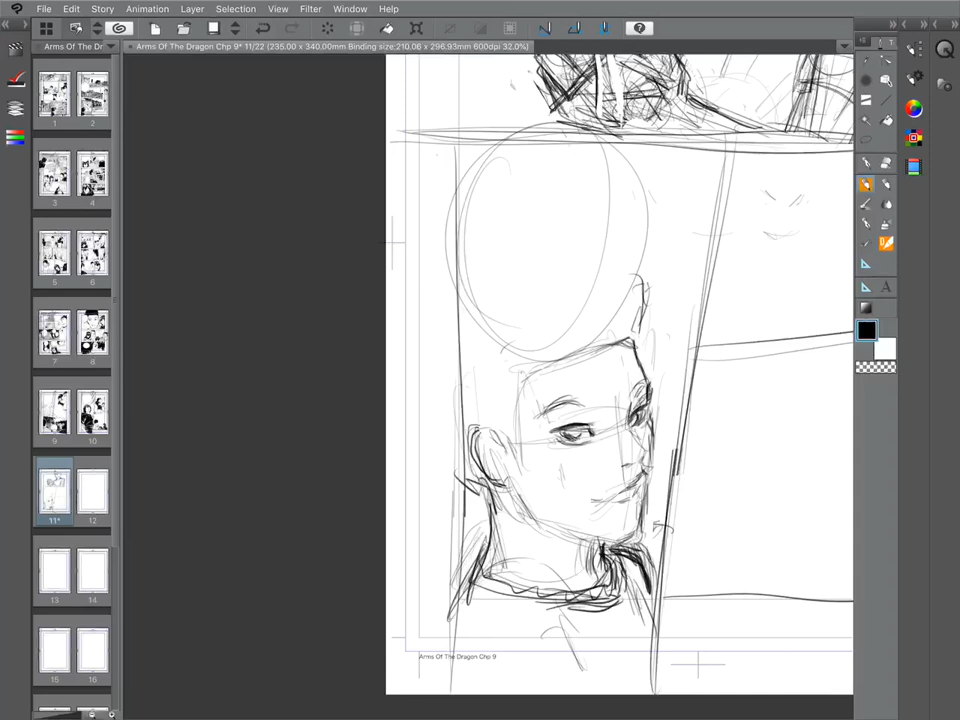 File Edit Story Animation Layer Selection View Filter Window Help
Arms Of The Dr
Arms Of The Dragon Chp 9* 11/22 (235.00 x 340.00mm Binding size:210.06 x 296.93mm 600dpi 32.0%)
1 2
3 4
5 6
7 8
9 10
11* 12
13 14
15 16
T
A
Arms Of The Dragon Chp 9